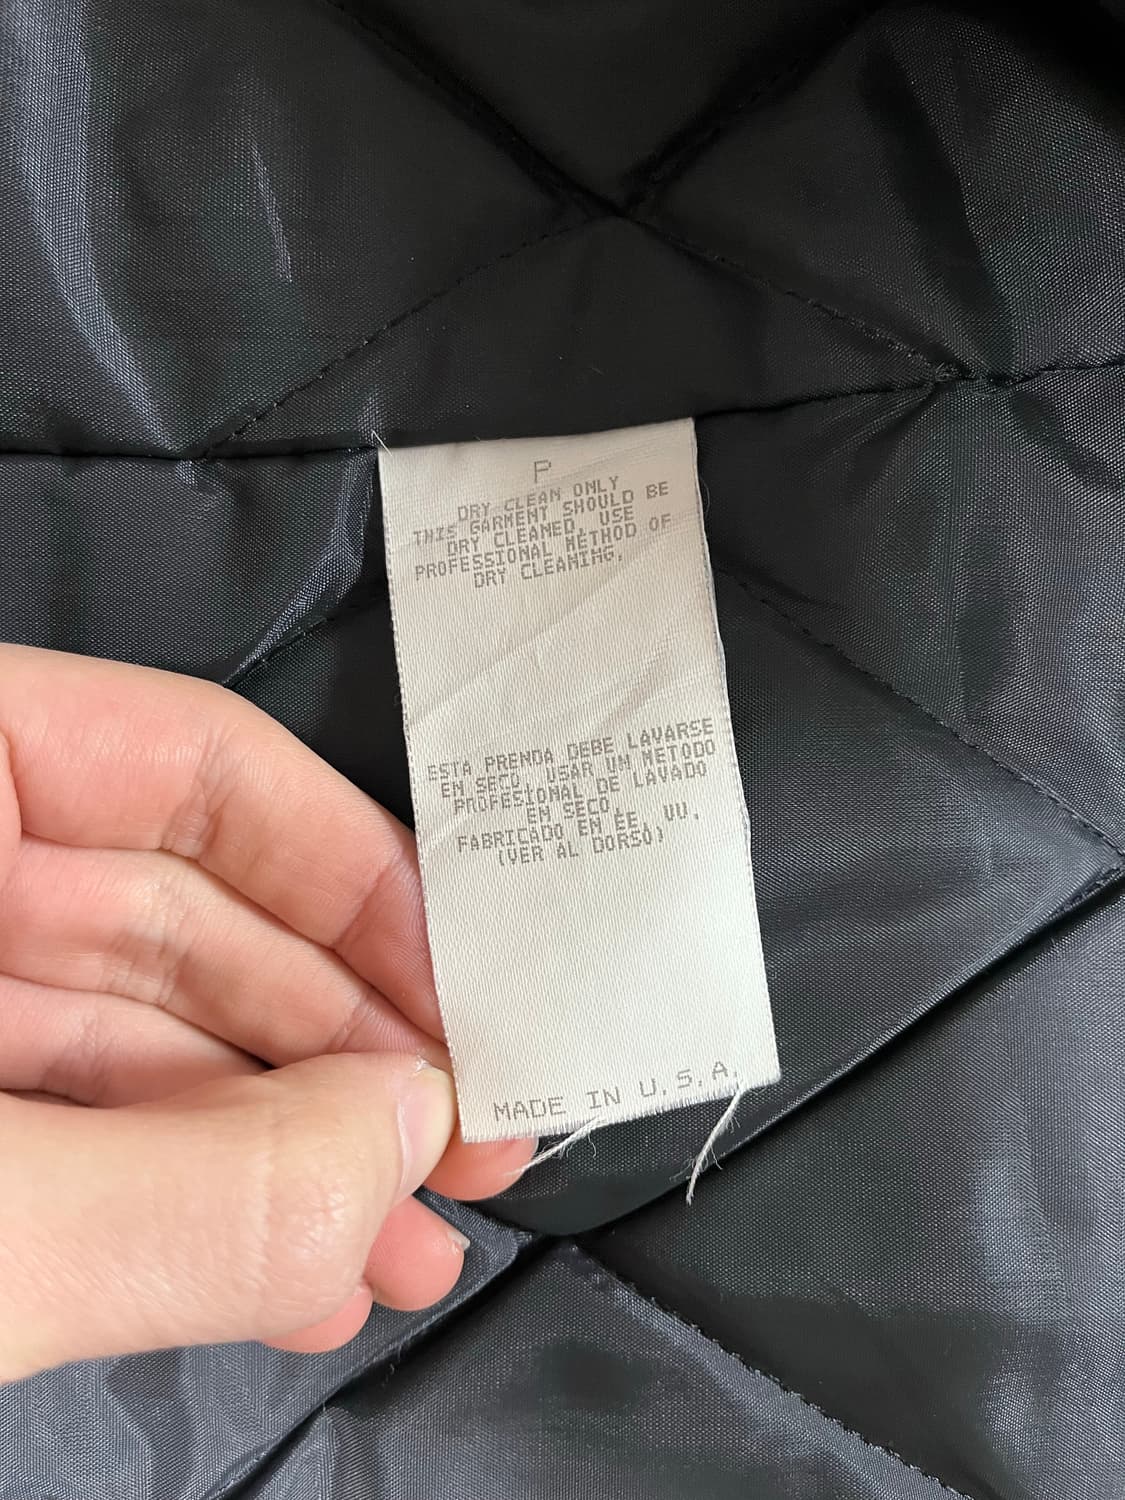 P
DRY CLEAN ONLY
THIS GARMENT SHOULD BE
DRY CLEANED, USE
PROFESSIONAL METHOD OF
DRY CLEANING.
ESTA PRENDA DEBE LAVARSE
EN SECO, USAR UN METODO
PROFESIONAL DE LAVADO
EN SECO.
FABRICADO EN EE. UU.
(VER AL DORSO)
MADE IN U.S.A.